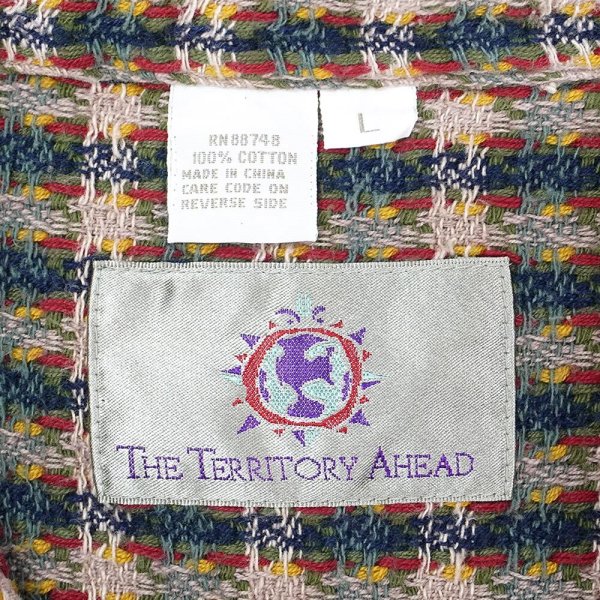 RN88748
100% COTTON
MADE IN CHINA
CARE CODE ON
REVERSE SIDE
L
THE TERRITORY AHEAD